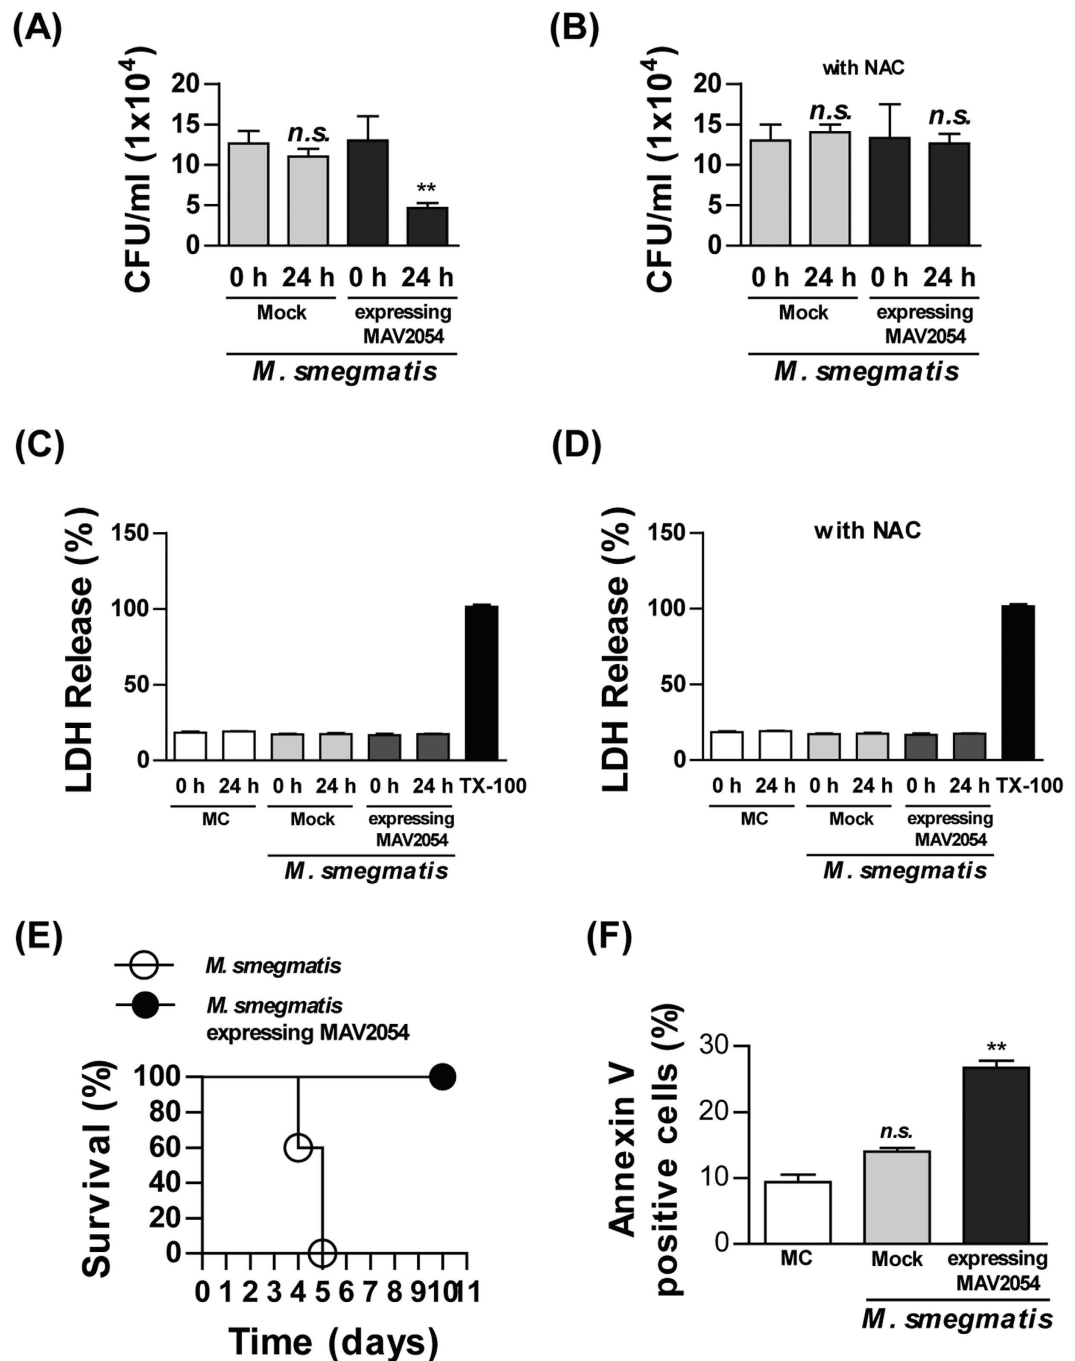 (A)
CFU/ml (1x10⁴)
20
15
10
5
0
n.s.
**
0 h 24 h 0 h 24 h
Mock
expressing
MAV2054
M. smegmatis
(B)
with NAC
CFU/ml (1x10⁴)
20
15
10
5
0
n.s.
n.s.
0 h 24 h 0 h 24 h
Mock
expressing
MAV2054
M. smegmatis
(C)
LDH Release (%)
150
100
50
0
0 h 24 h 0 h 24 h 0 h 24 h TX-100
MC
Mock
expressing
MAV2054
M. smegmatis
(D)
with NAC
LDH Release (%)
150
100
50
0
0 h 24 h 0 h 24 h 0 h 24 h TX-100
MC
Mock
expressing
MAV2054
M. smegmatis
(E)
M. smegmatis
M. smegmatis
expressing MAV2054
Survival (%)
100
80
60
40
20
0
0 1 2 3 4 5 6 7 8 9 10 11
Time (days)
(F)
Annexin V
positive cells (%)
30
20
10
0
n.s.
**
MC
Mock
expressing
MAV2054
M. smegmatis